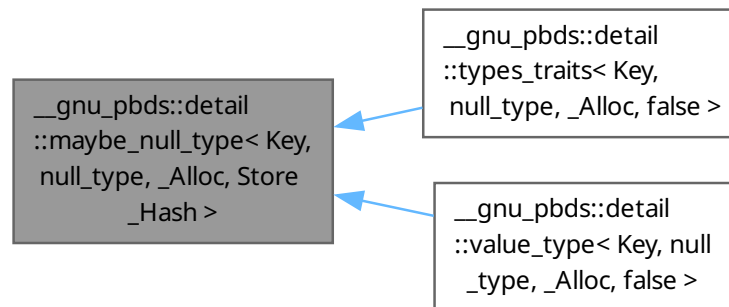 __gnu_pbds::detail
::maybe_null_type< Key,
null_type, _Alloc, Store
_Hash >
__gnu_pbds::detail
::types_traits< Key,
null_type, _Alloc, false >
__gnu_pbds::detail
::value_type< Key, null
_type, _Alloc, false >